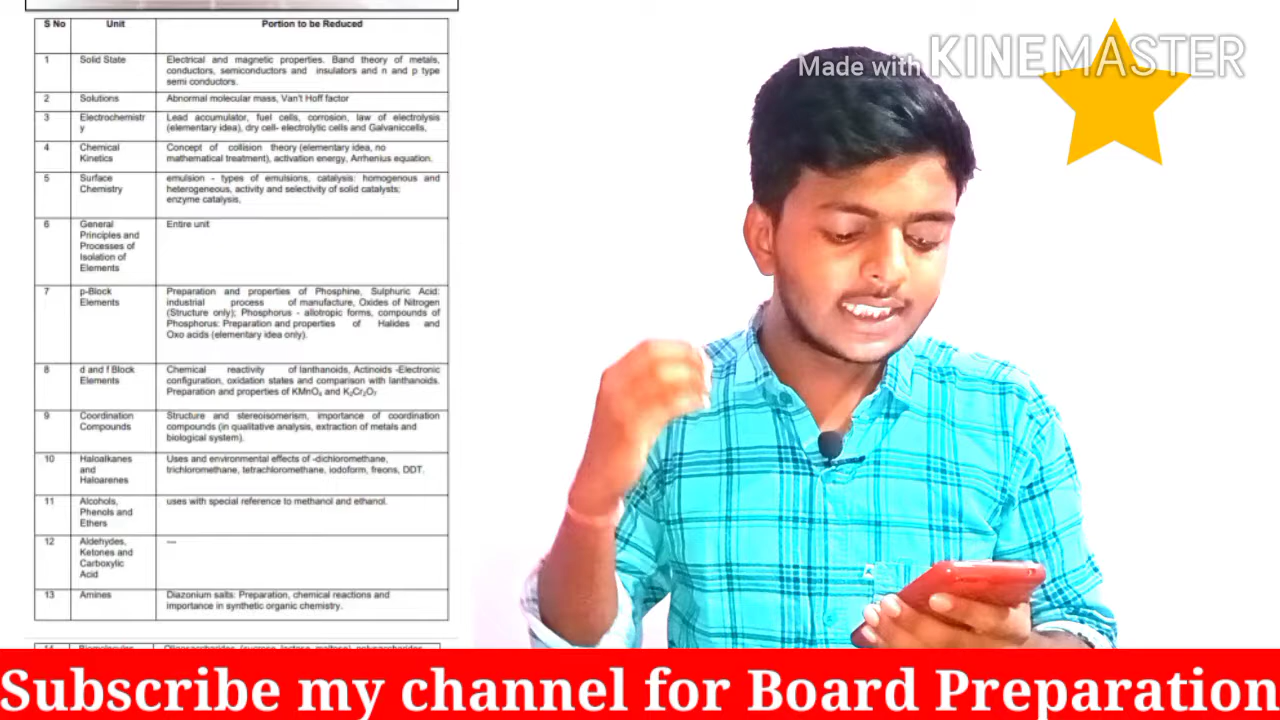 Made with KINEMASTER
S No Unit Portion to be Reduced
1 Solid State Electrical and magnetic properties. Band theory of metals,
conductors, semiconductors and insulators and n and p type
semi conductors.
2 Solutions Abnormal molecular mass, Van't Hoff factor
3 Electrochemistr Lead accumulator, fuel cells, corrosion, law of electrolysis
y (elementary idea), dry cell- electrolytic cells and Galvaniccells,
4 Chemical Concept of collision theory (elementary idea, no
Kinetics mathematical treatment), activation energy, Arrhenius equation.
5 Surface emulsion - types of emulsions, catalysis: homogenous and
Chemistry heterogeneous, activity and selectivity of solid catalysts;
enzyme catalysis,
6 General Entire unit
Principles and
Processes of
Isolation of
Elements
7 p-Block Preparation and properties of Phosphine, Sulphuric Acid:
Elements industrial process of manufacture, Oxides of Nitrogen
(Structure only); Phosphorus - allotropic forms, compounds of
Phosphorus: Preparation and properties of Halides and
Oxo acids (elementary idea only).
8 d and f Block Chemical reactivity of lanthanoids, Actinoids -Electronic
Elements configuration, oxidation states and comparison with lanthanoids.
Preparation and properties of KMnO₄ and K₂Cr₂O₇
9 Coordination Structure and stereoisomerism, importance of coordination
Compounds compounds (in qualitative analysis, extraction of metals and
biological system).
10 Haloalkanes Uses and environmental effects of -dichloromethane,
and trichloromethane, tetrachloromethane, iodoform, freons, DDT.
Haloarenes
11 Alcohols, uses with special reference to methanol and ethanol.
Phenols and
Ethers
12 Aldehydes, ---
Ketones and
Carboxylic
Acid
13 Amines Diazonium salts: Preparation, chemical reactions and
importance in synthetic organic chemistry.
14 Biomolecules Oligosaccharides (sucrose, lactose, maltose), polysaccharides
Subscribe my channel for Board Preparation